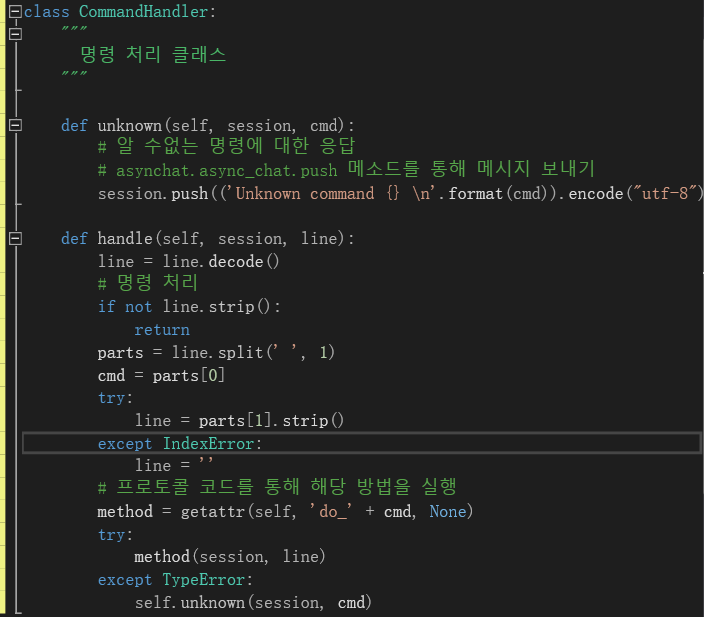 class CommandHandler:
    """
      명령 처리 클래스
    """

    def unknown(self, session, cmd):
        # 알 수없는 명령에 대한 응답
        # asynchat.async_chat.push 메소드를 통해 메시지 보내기
        session.push(('Unknown command {} \n'.format(cmd)).encode("utf-8")

    def handle(self, session, line):
        line = line.decode()
        # 명령 처리
        if not line.strip():
            return
        parts = line.split(' ', 1)
        cmd = parts[0]
        try:
            line = parts[1].strip()
        except IndexError:
            line = ''
        # 프로토콜 코드를 통해 해당 방법을 실행
        method = getattr(self, 'do_' + cmd, None)
        try:
            method(session, line)
        except TypeError:
            self.unknown(session, cmd)